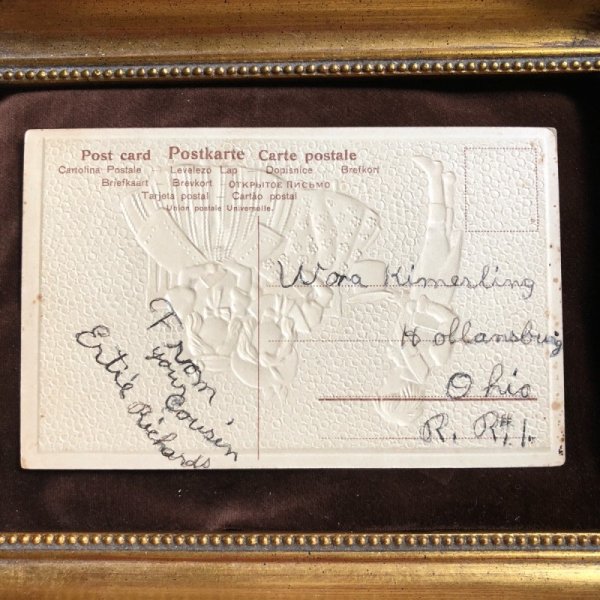 Post card Postkarte Carte postale
Cartolina Postale Levelezo Lap Dopisnice Brefkort
Briefkaart Brevkort ОТКРЫТОЕ ПИСЬМО
Tarjeta postal Cartão postal
Union postale Universelle.
Wora Kimerling
Hollansburg
Ohio
R. R. #1.
From
your cousin
Ertie Richards